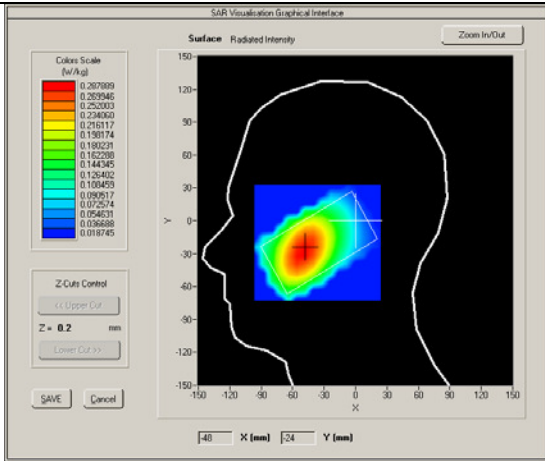 SAR Visualisation Graphical Interface
Surface Radiated Intensity
Zoom In/Out
Colors Scale
(W/kg)
0.287889
0.269946
0.252003
0.234060
0.216117
0.198174
0.180231
0.162288
0.144345
0.126402
0.108459
0.090517
0.072574
0.054631
0.036688
0.018745
Z-Cuts Control
<< Upper Cut
Z = 0.2 mm
Lower Cut >>
SAVE Cancel
150
120
90
60
30
0
-30
-60
-90
-120
-150
Y
-150 -120 -90 -60 -30 0 30 60 90 120 150
X
-48 X (mm) -24 Y (mm)